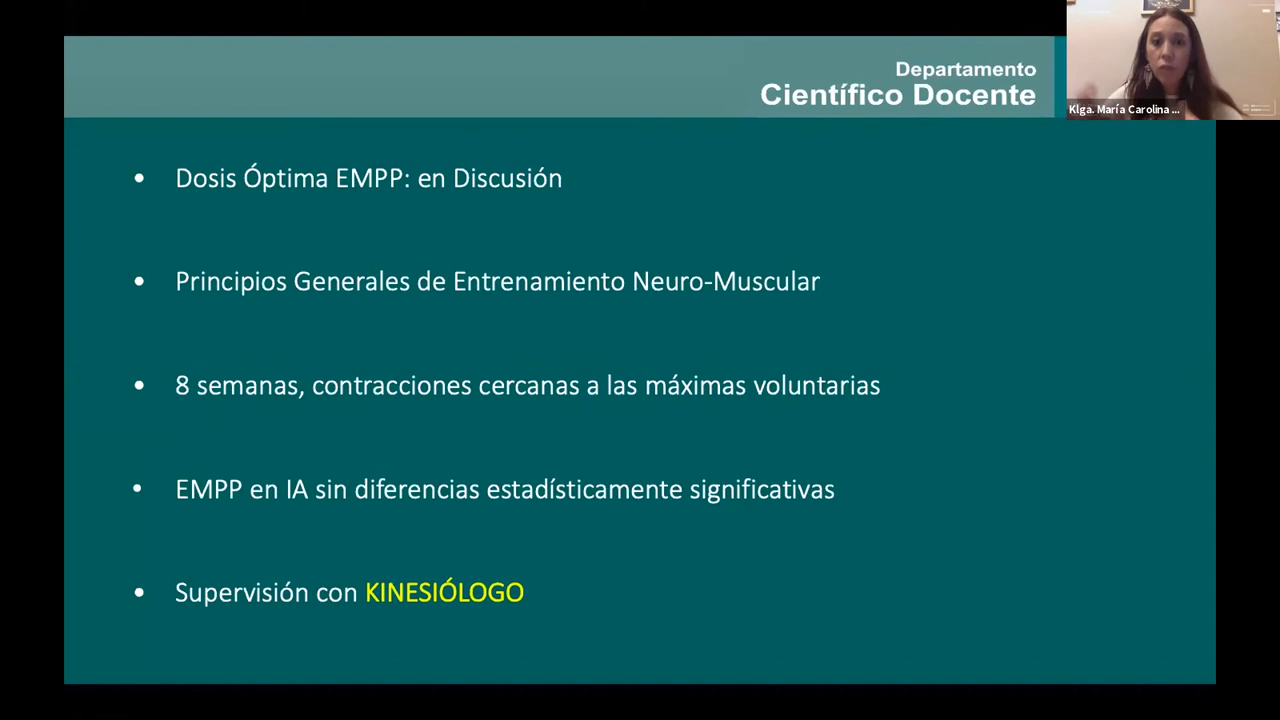 Departamento
Científico Docente
Klga. María Carolina ...
• Dosis Óptima EMPP: en Discusión
• Principios Generales de Entrenamiento Neuro-Muscular
• 8 semanas, contracciones cercanas a las máximas voluntarias
• EMPP en IA sin diferencias estadísticamente significativas
• Supervisión con KINESIÓLOGO